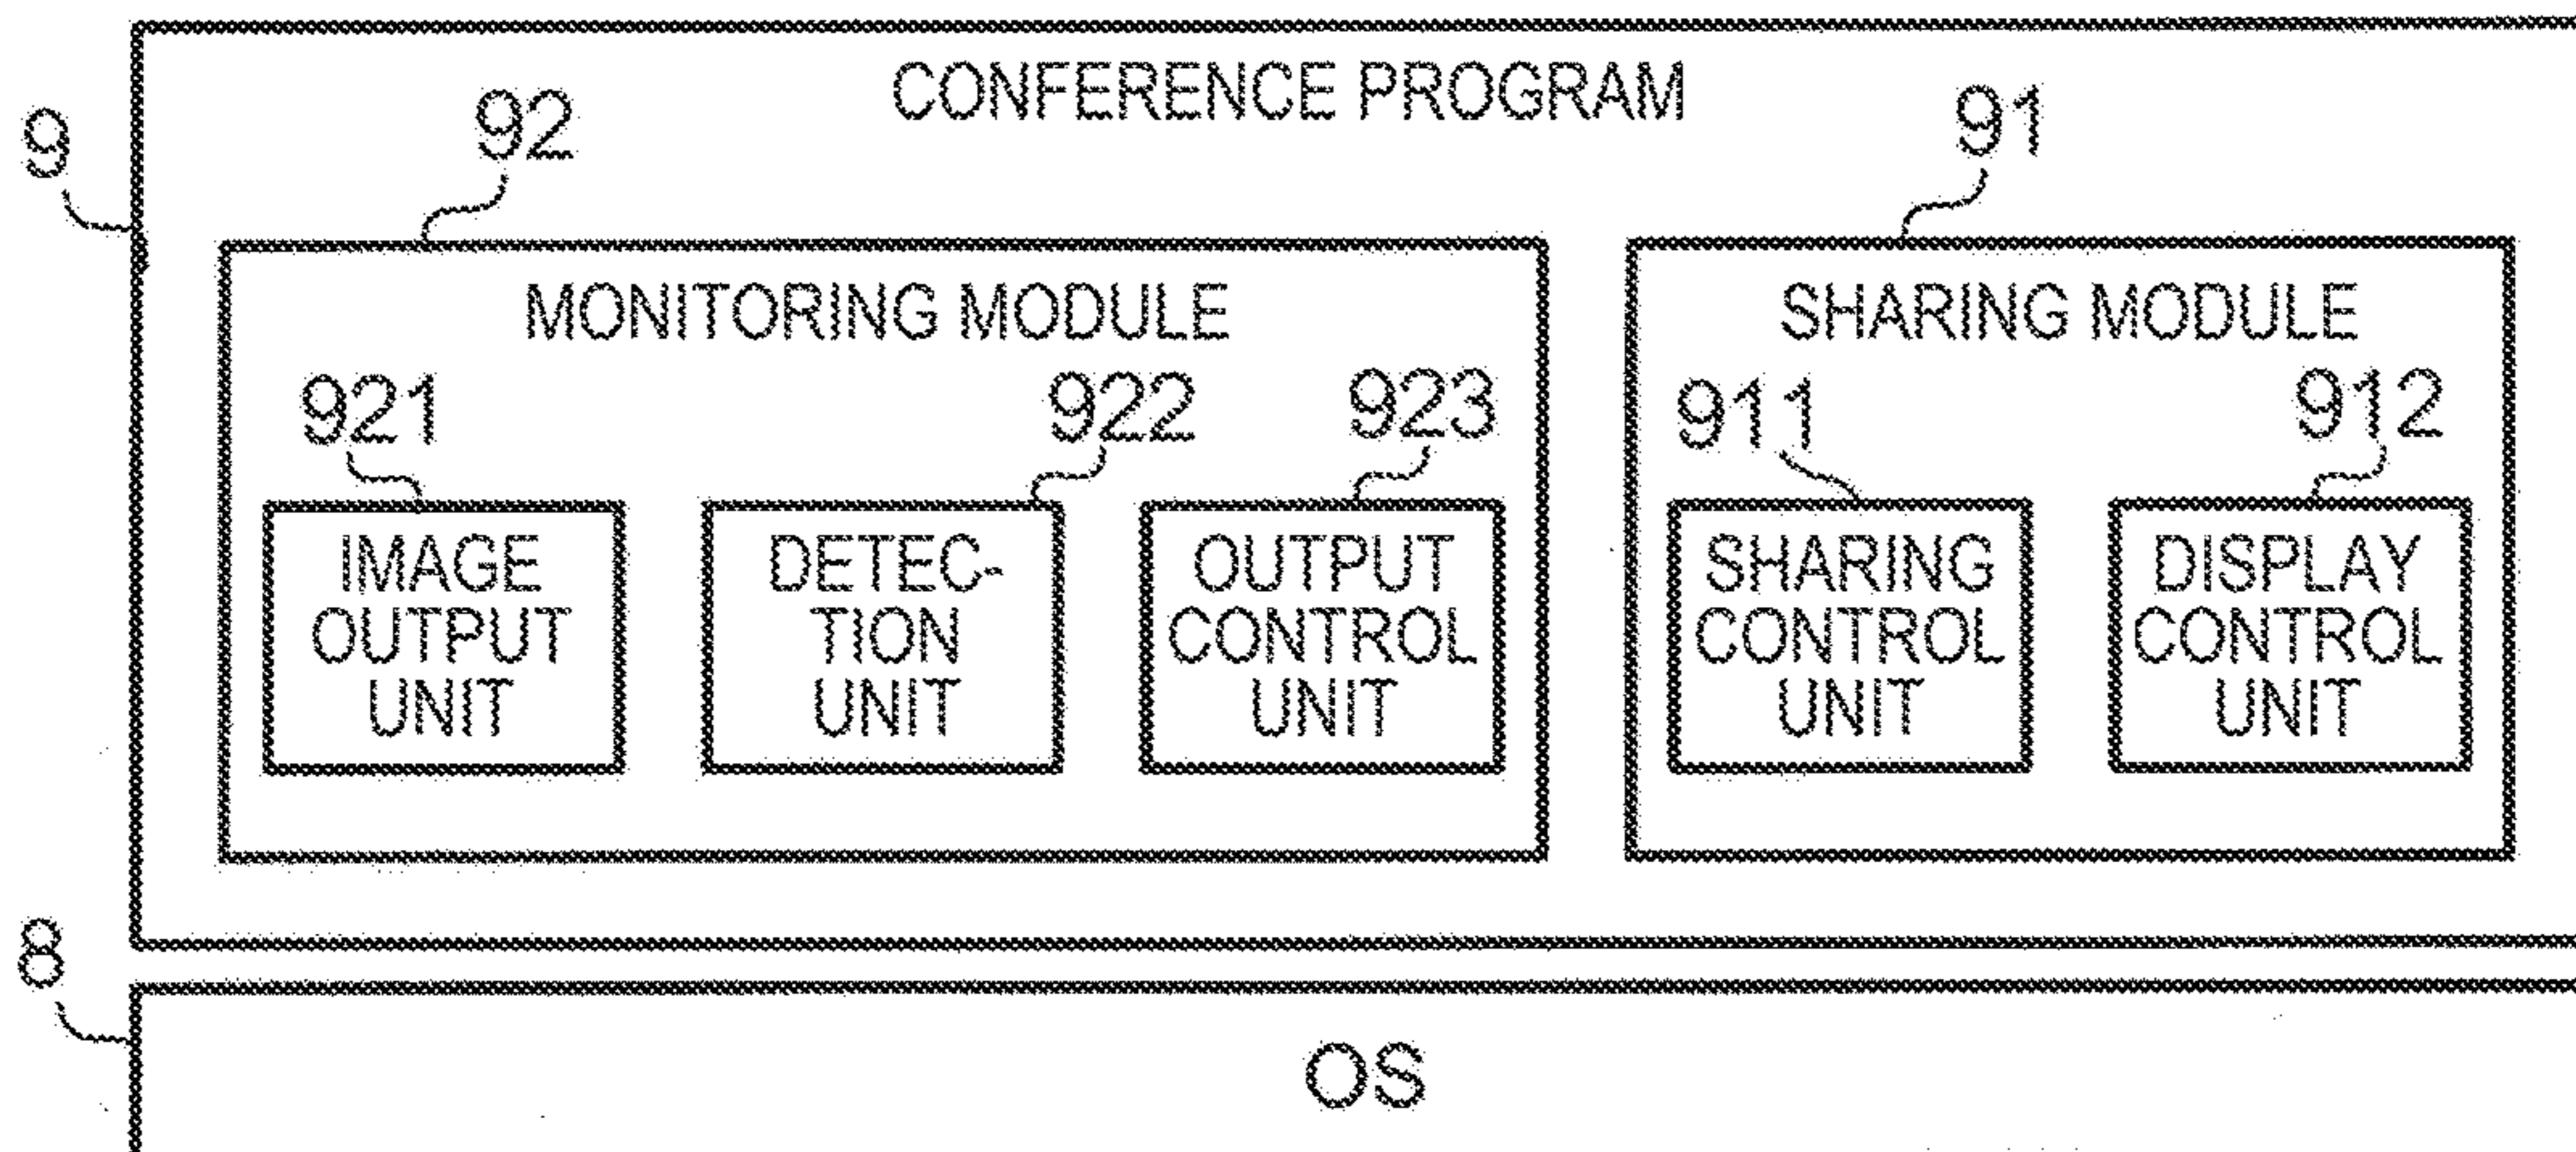 CONFERENCE PROGRAM
9
92
91
MONITORING MODULE
SHARING MODULE
921
922
923
911
912
IMAGE
OUTPUT
UNIT
DETEC-
TION
UNIT
OUTPUT
CONTROL
UNIT
SHARING
CONTROL
UNIT
DISPLAY
CONTROL
UNIT
8
OS